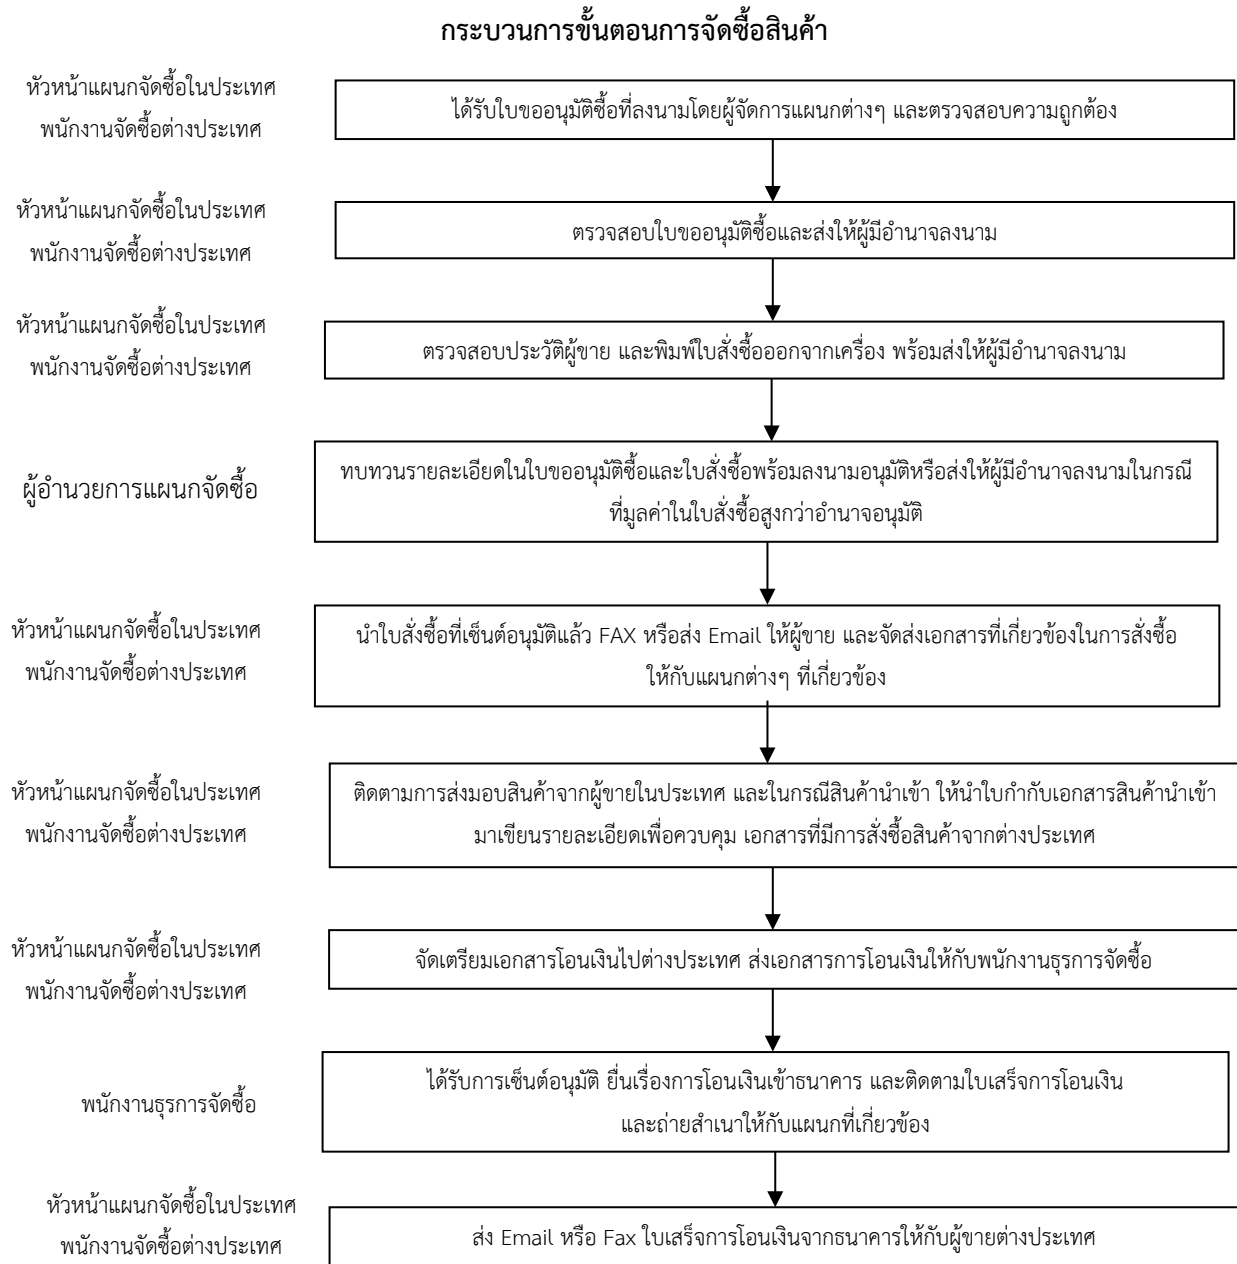 กระบวนการขั้นตอนการจัดซื้อสินค้า
หัวหน้าแผนกจัดซื้อในประเทศ
พนักงานจัดซื้อต่างประเทศ
ได้รับใบขออนุมัติซื้อที่ลงนามโดยผู้จัดการแผนกต่างๆ และตรวจสอบความถูกต้อง
หัวหน้าแผนกจัดซื้อในประเทศ
พนักงานจัดซื้อต่างประเทศ
ตรวจสอบใบขออนุมัติซื้อและส่งให้ผู้มีอำนาจลงนาม
หัวหน้าแผนกจัดซื้อในประเทศ
พนักงานจัดซื้อต่างประเทศ
ตรวจสอบประวัติผู้ขาย และพิมพ์ใบสั่งซื้อออกจากเครื่อง พร้อมส่งให้ผู้มีอำนาจลงนาม
ผู้อำนวยการแผนกจัดซื้อ
ทบทวนรายละเอียดในใบขออนุมัติซื้อและใบสั่งซื้อพร้อมลงนามอนุมัติหรือส่งให้ผู้มีอำนาจลงนามในกรณี
ที่มูลค่าในใบสั่งซื้อสูงกว่าอำนาจอนุมัติ
หัวหน้าแผนกจัดซื้อในประเทศ
พนักงานจัดซื้อต่างประเทศ
นำใบสั่งซื้อที่เซ็นต์อนุมัติแล้ว FAX หรือส่ง Email ให้ผู้ขาย และจัดส่งเอกสารที่เกี่ยวข้องในการสั่งซื้อ
ให้กับแผนกต่างๆ ที่เกี่ยวข้อง
หัวหน้าแผนกจัดซื้อในประเทศ
พนักงานจัดซื้อต่างประเทศ
ติดตามการส่งมอบสินค้าจากผู้ขายในประเทศ และในกรณีสินค้านำเข้า ให้นำใบกำกับเอกสารสินค้านำเข้า
มาเขียนรายละเอียดเพื่อควบคุม เอกสารที่มีการสั่งซื้อสินค้าจากต่างประเทศ
หัวหน้าแผนกจัดซื้อในประเทศ
พนักงานจัดซื้อต่างประเทศ
จัดเตรียมเอกสารโอนเงินไปต่างประเทศ ส่งเอกสารการโอนเงินให้กับพนักงานธุรการจัดซื้อ
พนักงานธุรการจัดซื้อ
ได้รับการเซ็นต์อนุมัติ ยื่นเรื่องการโอนเงินเข้าธนาคาร และติดตามใบเสร็จการโอนเงิน
และถ่ายสำเนาให้กับแผนกที่เกี่ยวข้อง
หัวหน้าแผนกจัดซื้อในประเทศ
พนักงานจัดซื้อต่างประเทศ
ส่ง Email หรือ Fax ใบเสร็จการโอนเงินจากธนาคารให้กับผู้ขายต่างประเทศ